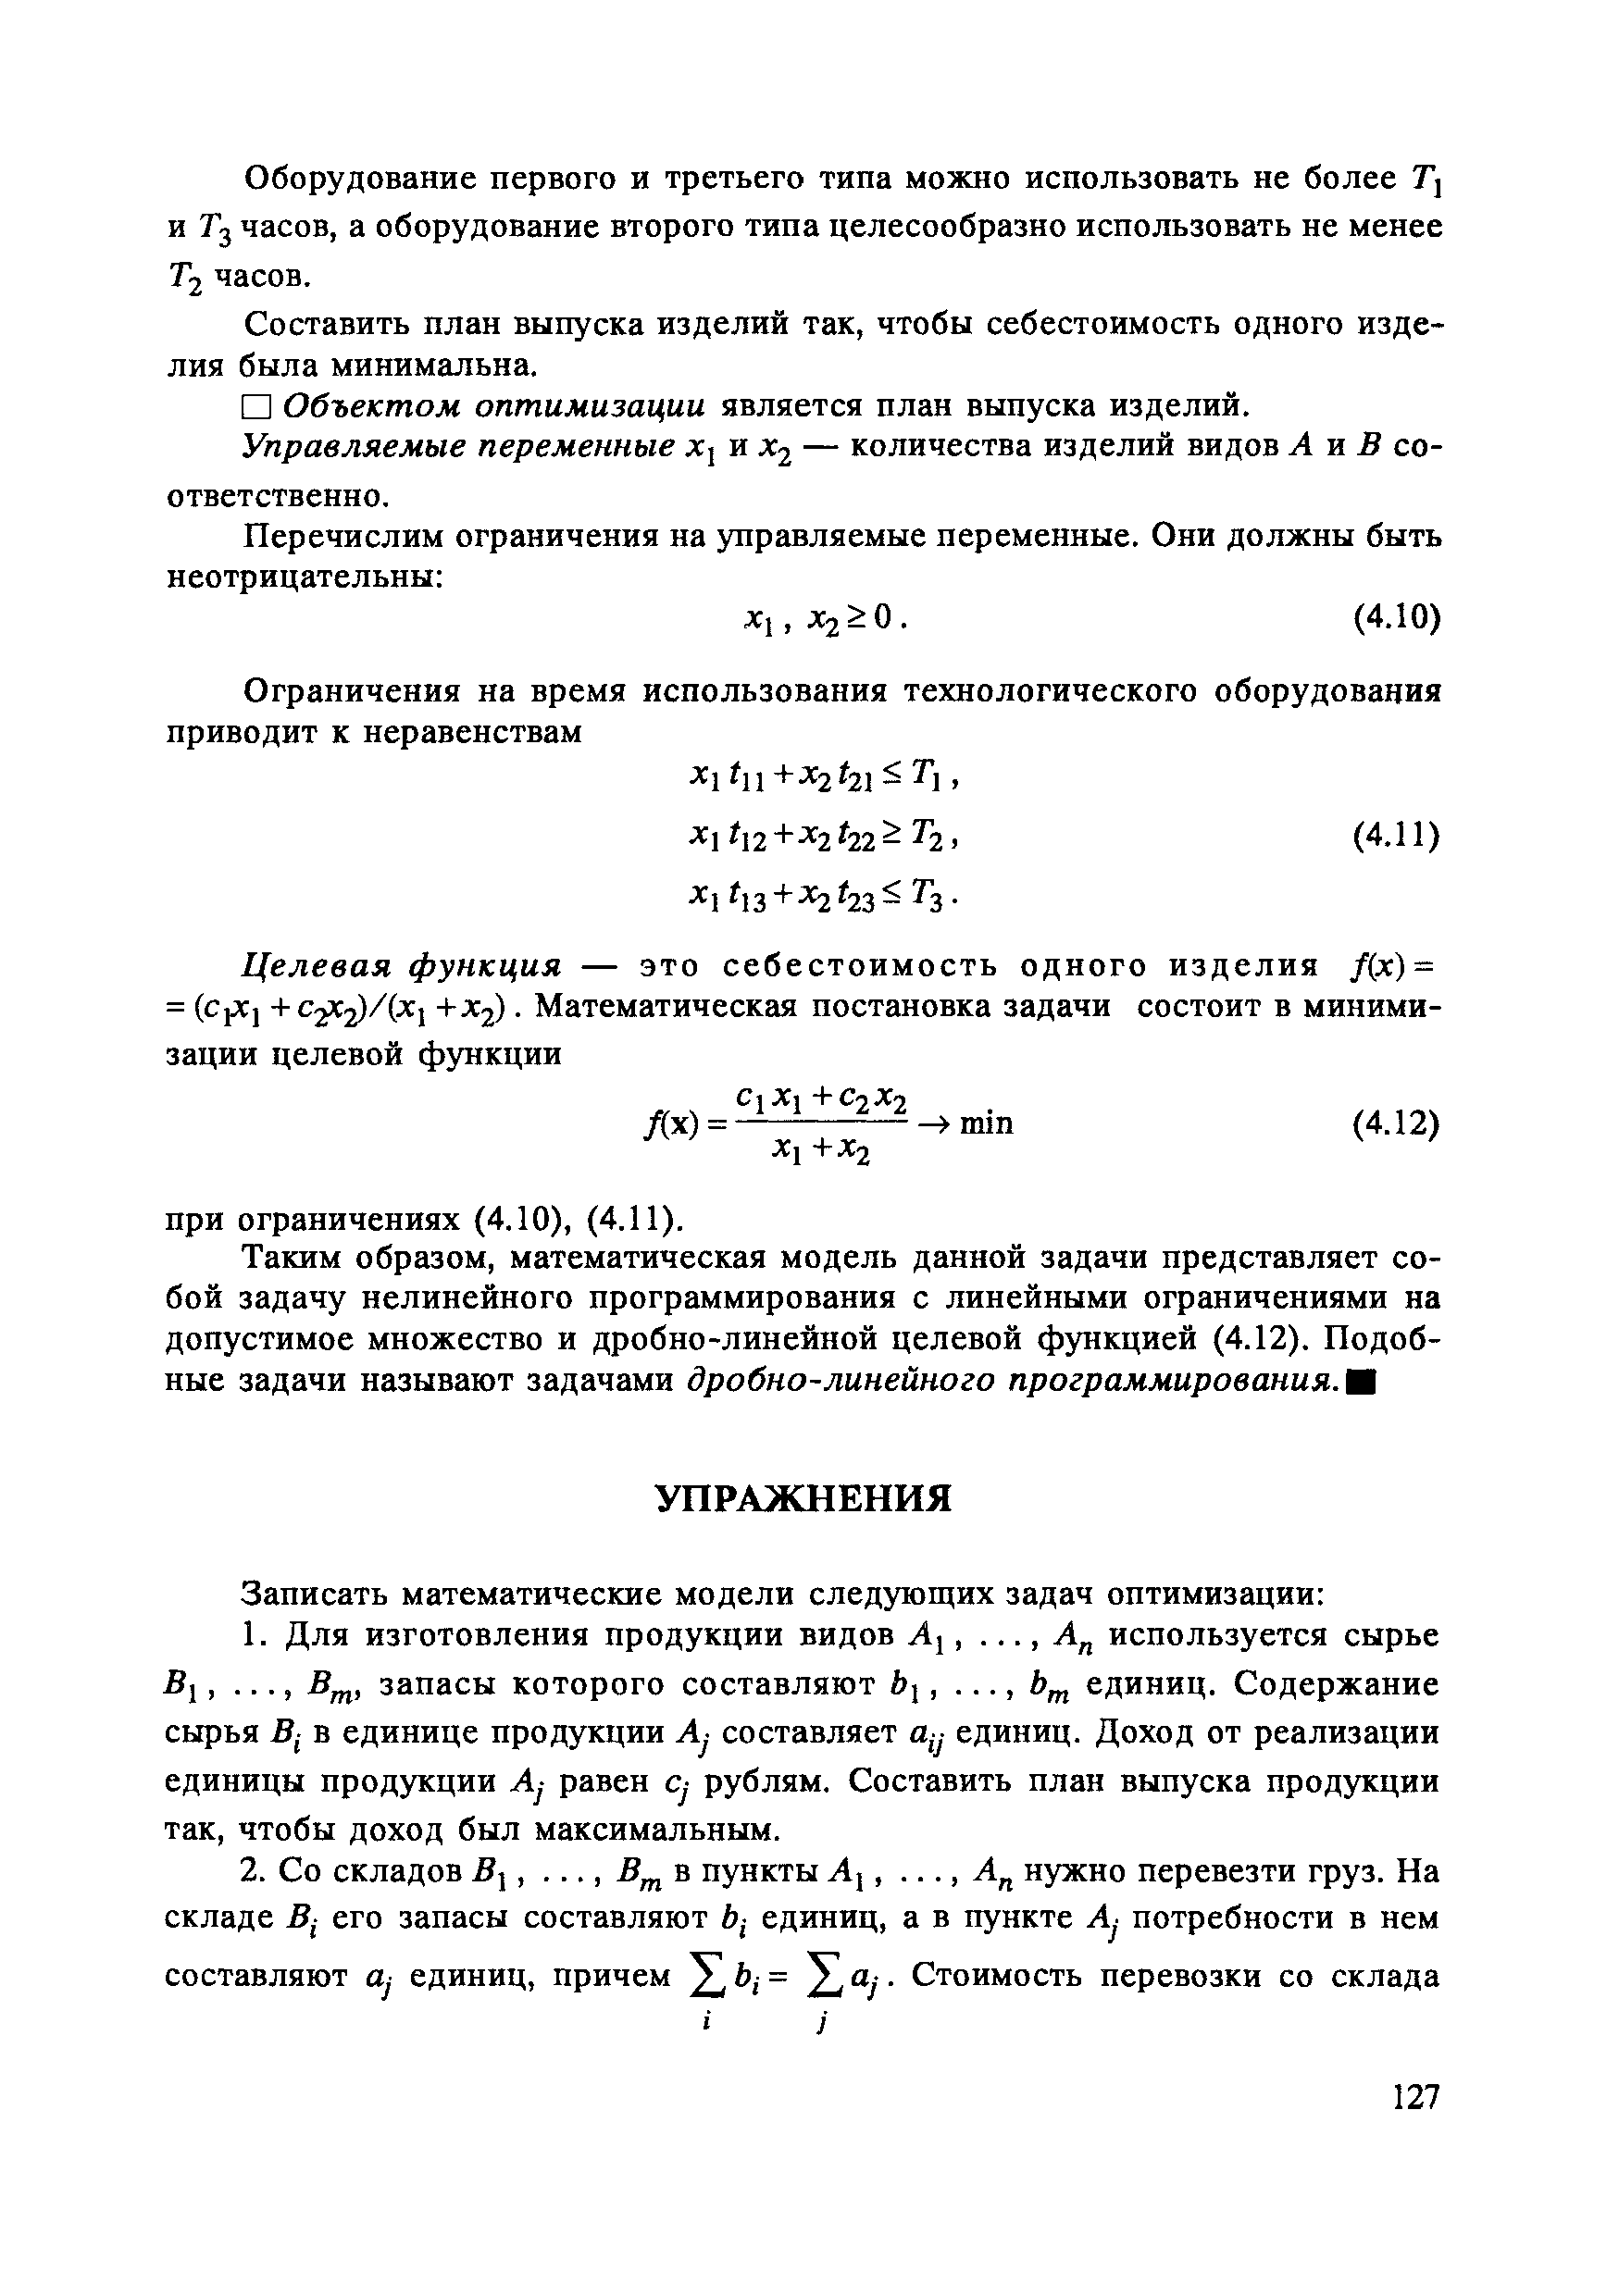 Оборудование первого и третьего типа можно использовать не более T₁
и T₃ часов, а оборудование второго типа целесообразно использовать не менее
T₂ часов.
Составить план выпуска изделий так, чтобы себестоимость одного изде-
лия была минимальна.
□ Объектом оптимизации является план выпуска изделий.
Управляемые переменные x₁ и x₂ — количества изделий видов A и B со-
ответственно.
Перечислим ограничения на управляемые переменные. Они должны быть
неотрицательны:
x₁ , x₂ ≥ 0 . (4.10)
Ограничения на время использования технологического оборудования
приводит к неравенствам
x₁ t₁₁ + x₂ t₂₁ ≤ T₁ ,
x₁ t₁₂ + x₂ t₂₂ ≥ T₂ , (4.11)
x₁ t₁₃ + x₂ t₂₃ ≤ T₃ .
Целевая функция — это себестоимость одного изделия f(x) =
= (c₁x₁ + c₂x₂)/(x₁ + x₂) . Математическая постановка задачи состоит в миними-
зации целевой функции
f(x) = (c₁ x₁ + c₂ x₂)/(x₁ + x₂) → min (4.12)
при ограничениях (4.10), (4.11).
Таким образом, математическая модель данной задачи представляет со-
бой задачу нелинейного программирования с линейными ограничениями на
допустимое множество и дробно-линейной целевой функцией (4.12). Подоб-
ные задачи называют задачами дробно-линейного программирования.■
УПРАЖНЕНИЯ
Записать математические модели следующих задач оптимизации:
1. Для изготовления продукции видов A₁ , ..., Aₙ используется сырье
B₁ , ..., Bₘ, запасы которого составляют b₁ , ..., bₘ единиц. Содержание
сырья Bᵢ в единице продукции Aⱼ составляет aᵢⱼ единиц. Доход от реализации
единицы продукции Aⱼ равен cⱼ рублям. Составить план выпуска продукции
так, чтобы доход был максимальным.
2. Со складов B₁ , ..., Bₘ в пункты A₁ , ..., Aₙ нужно перевезти груз. На
складе Bᵢ его запасы составляют bᵢ единиц, а в пункте Aⱼ потребности в нем
составляют aⱼ единиц, причем ∑ bᵢ = ∑ aⱼ . Стоимость перевозки со склада
i j
127